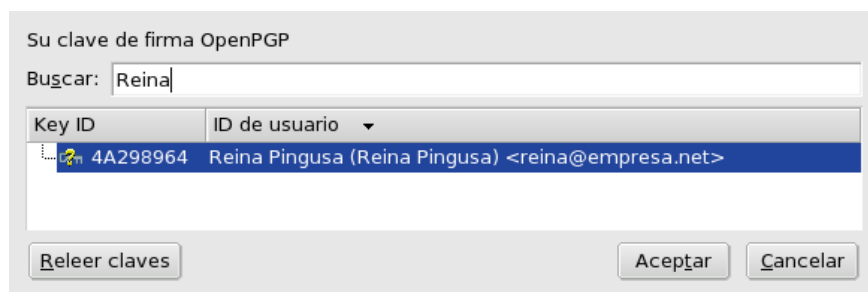 Su clave de firma OpenPGP
Buscar: Reina
Key ID ID de usuario
4A298964 Reina Pingusa (Reina Pingusa) <reina@empresa.net>
Releer claves Aceptar Cancelar